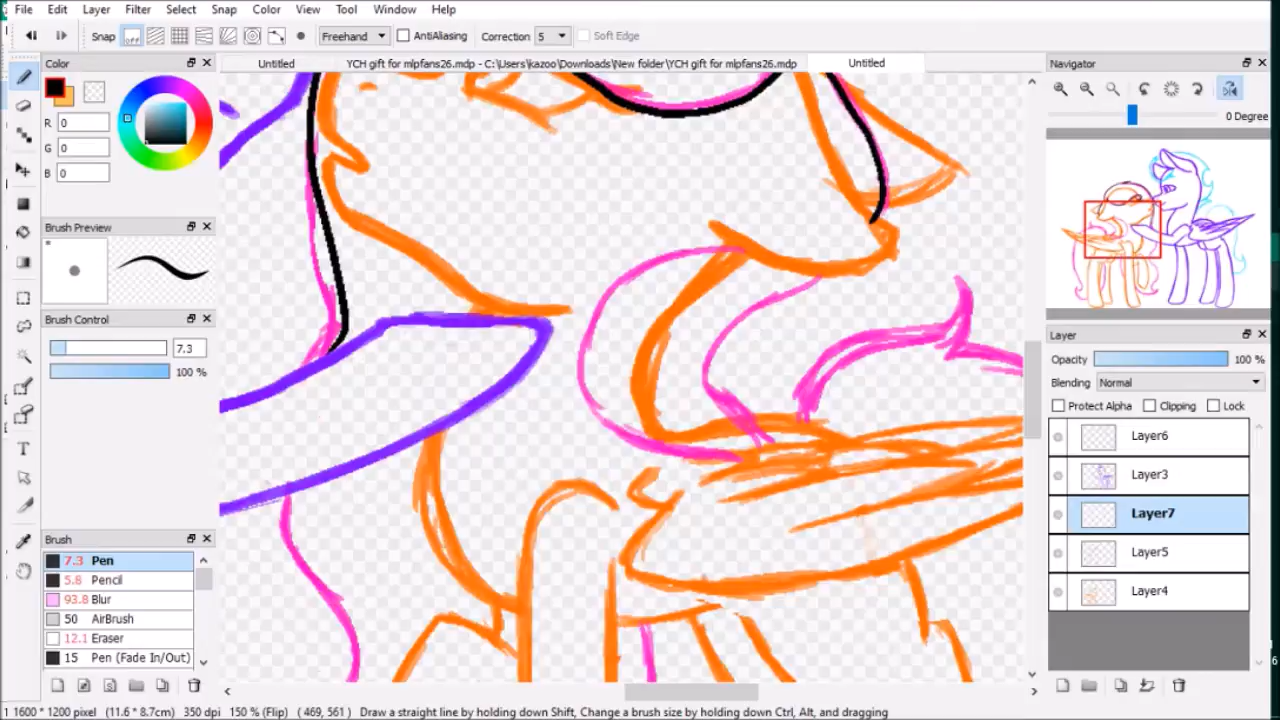 File Edit Layer Filter Select Snap Color View Tool Window Help
Snap off Freehand AntiAliasing Correction 5 Soft Edge
Color
Untitled YCH gift for mlpfans26.mdp - C:\Users\kazoo\Downloads\New folder\YCH gift for mlpfans26.mdp Untitled
Navigator
R 0
G 0
B 0
0 Degree
Brush Preview
Brush Control
7.3
100 %
Brush
7.3 Pen
5.8 Pencil
93.8 Blur
50 AirBrush
12.1 Eraser
15 Pen (Fade In/Out)
Layer
Opacity 100 %
Blending Normal
Protect Alpha Clipping Lock
Layer6
Layer3
Layer7
Layer5
Layer4
1 1600 * 1200 pixel (11.6 * 8.7cm) 350 dpi 150 % (Flip) ( 469, 561 ) Draw a straight line by holding down Shift, Change a brush size by holding down Ctrl, Alt, and dragging